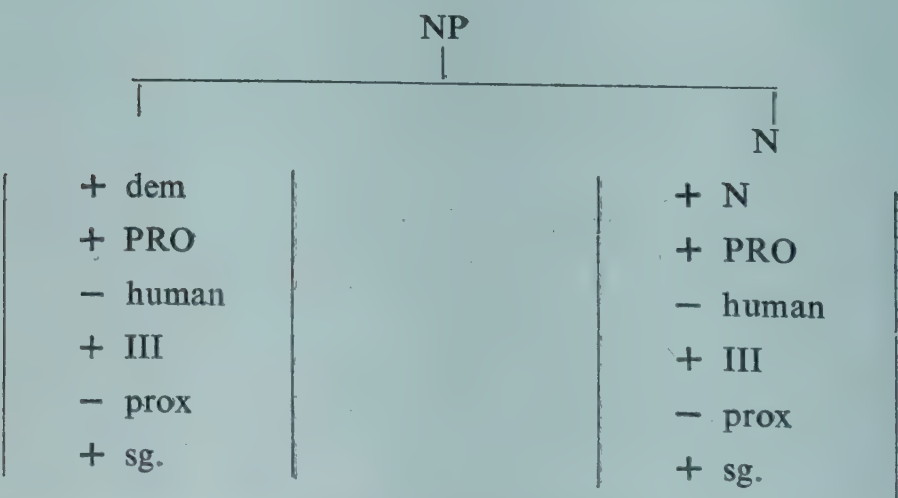 NP
N
+ dem
+ PRO
− human
+ III
− prox
+ sg.
+ N
+ PRO
− human
+ III
− prox
+ sg.